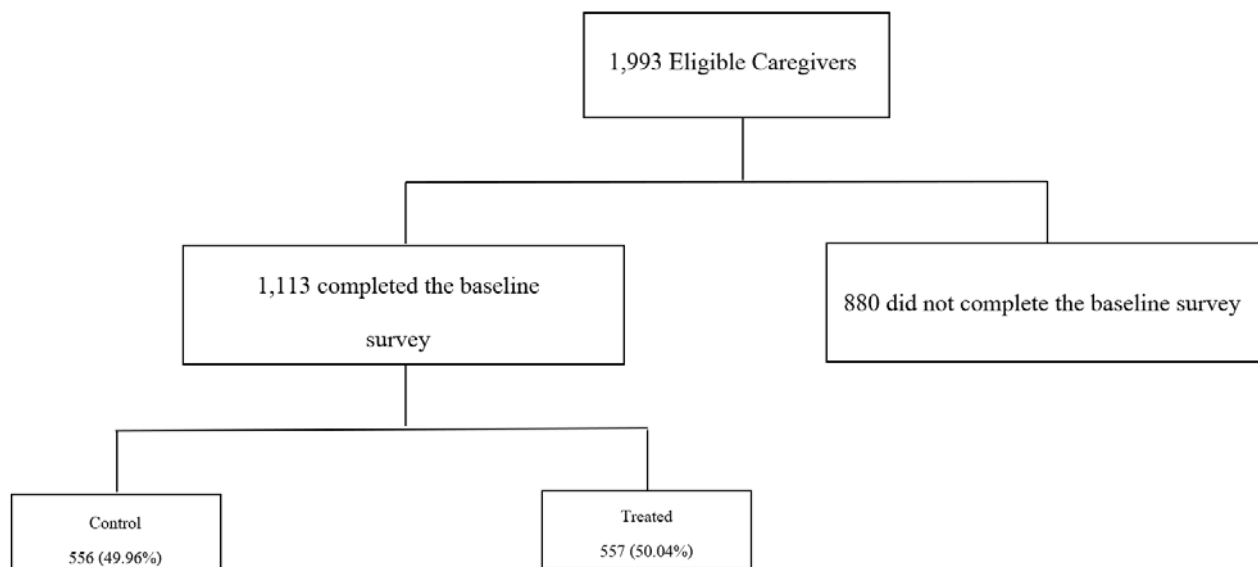 1,993 Eligible Caregivers
1,113 completed the baseline
survey
880 did not complete the baseline survey
Control
556 (49.96%)
Treated
557 (50.04%)